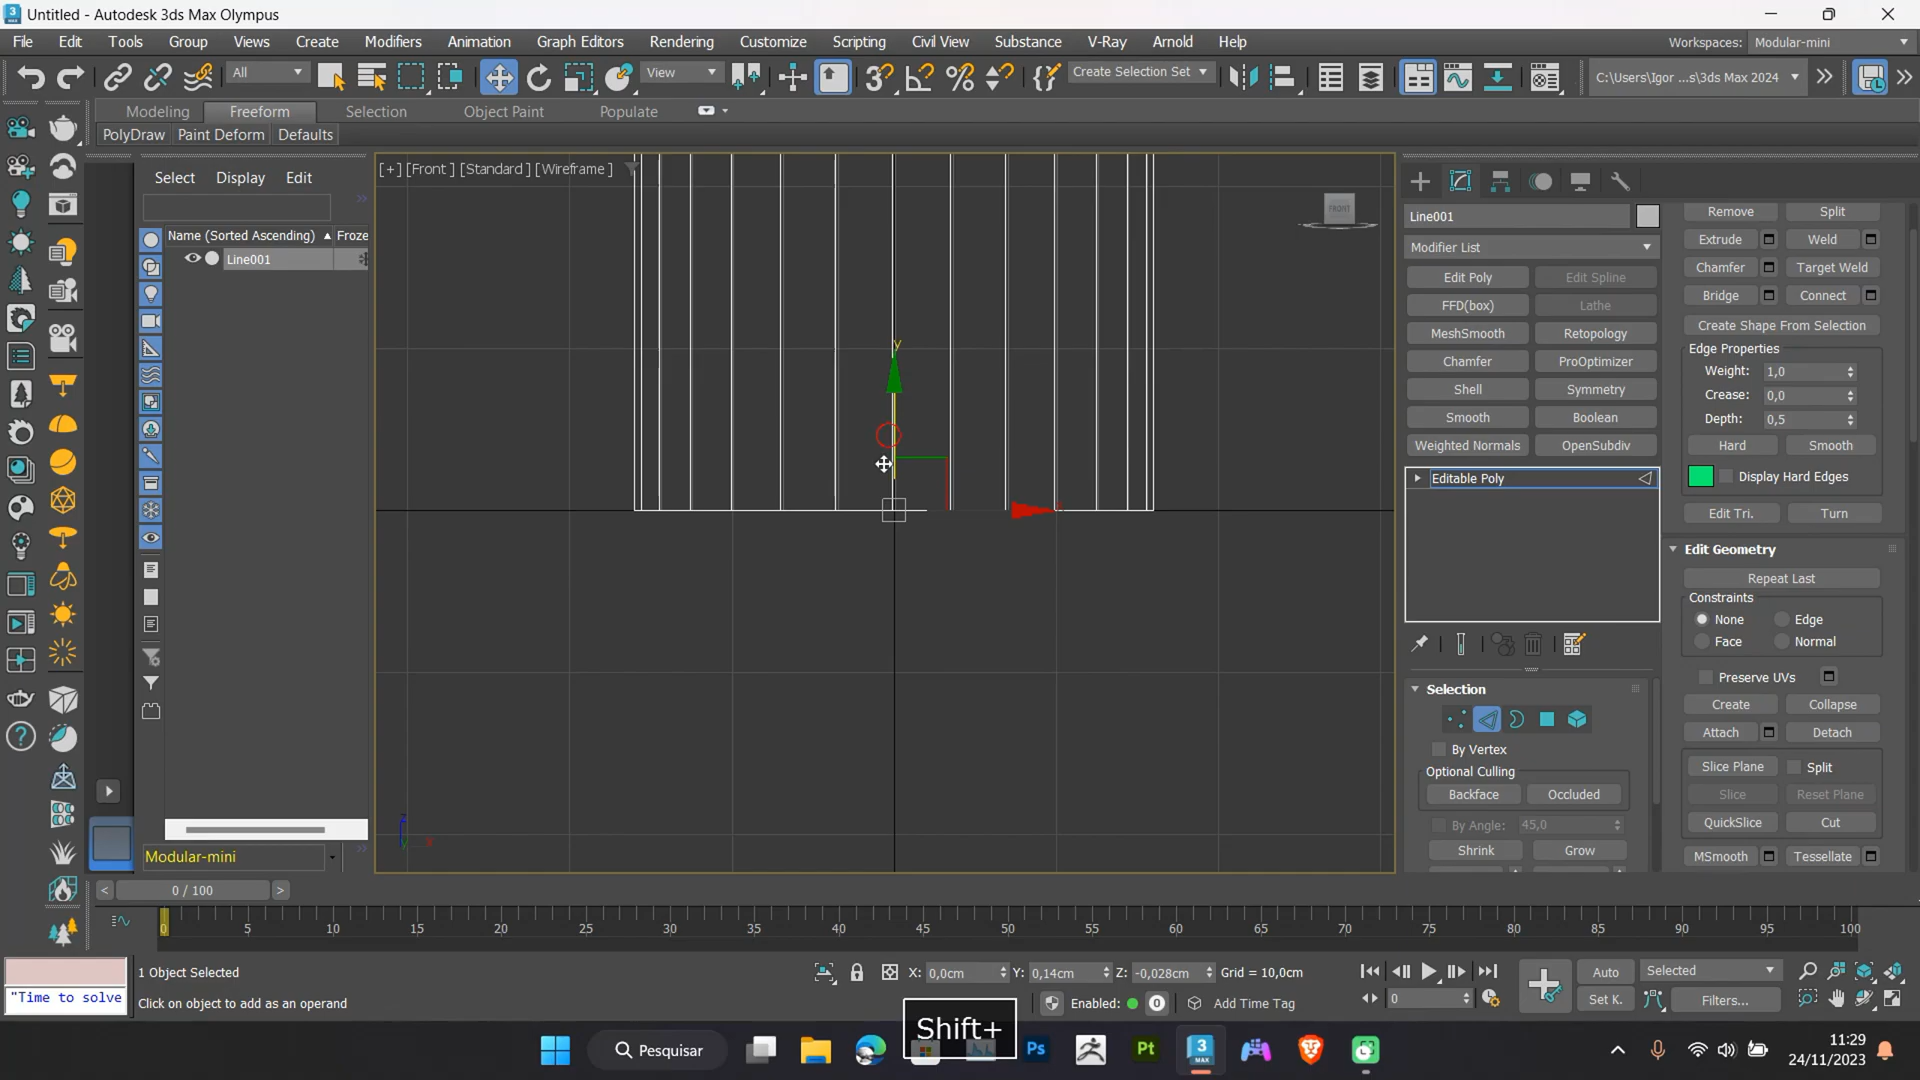 Untitled - Autodesk 3ds Max Olympus
File Edit Tools Group Views Create Modifiers Animation Graph Editors Rendering Customize Scripting Civil View Substance V-Ray Arnold Help
Workspaces: Modular-mini
All
View
Create Selection Set
C:\Users\Igor ...s\3ds Max 2024
Modeling Freeform Selection Object Paint Populate
PolyDraw Paint Deform Defaults
Select Display Edit
Name (Sorted Ascending) Froze
Line001
[+] [Front ] [Standard ] [Wireframe ]
FRONT
y
z
x
Line001
Modifier List
Edit Poly Edit Spline
FFD(box) Lathe
MeshSmooth Retopology
Chamfer ProOptimizer
Shell Symmetry
Smooth Boolean
Weighted Normals OpenSubdiv
Editable Poly
Selection
By Vertex
Optional Culling
Backface Occluded
By Angle: 45,0
Shrink Grow
Remove Split
Extrude Weld
Chamfer Target Weld
Bridge Connect
Create Shape From Selection
Edge Properties
Weight: 1,0
Crease: 0,0
Depth: 0,5
Hard Smooth
Display Hard Edges
Edit Tri. Turn
Edit Geometry
Repeat Last
Constraints
None Edge
Face Normal
Preserve UVs
Create Collapse
Attach Detach
Slice Plane Split
Slice Reset Plane
QuickSlice Cut
MSmooth Tessellate
Modular-mini
< 0 / 100 >
0 5 10 15 20 25 30 35 40 45 50 55 60 65 70 75 80 85 90 95 100
"Time to solve
1 Object Selected
Click on object to add as an operand
X: 0,0cm Y: 0,14cm Z: -0,028cm Grid = 10,0cm
Enabled: 0 Add Time Tag
0
Auto Selected
Set K. Filters...
Shift+
Pesquisar
Ps
Pt
3
MAX
11:29
24/11/2023